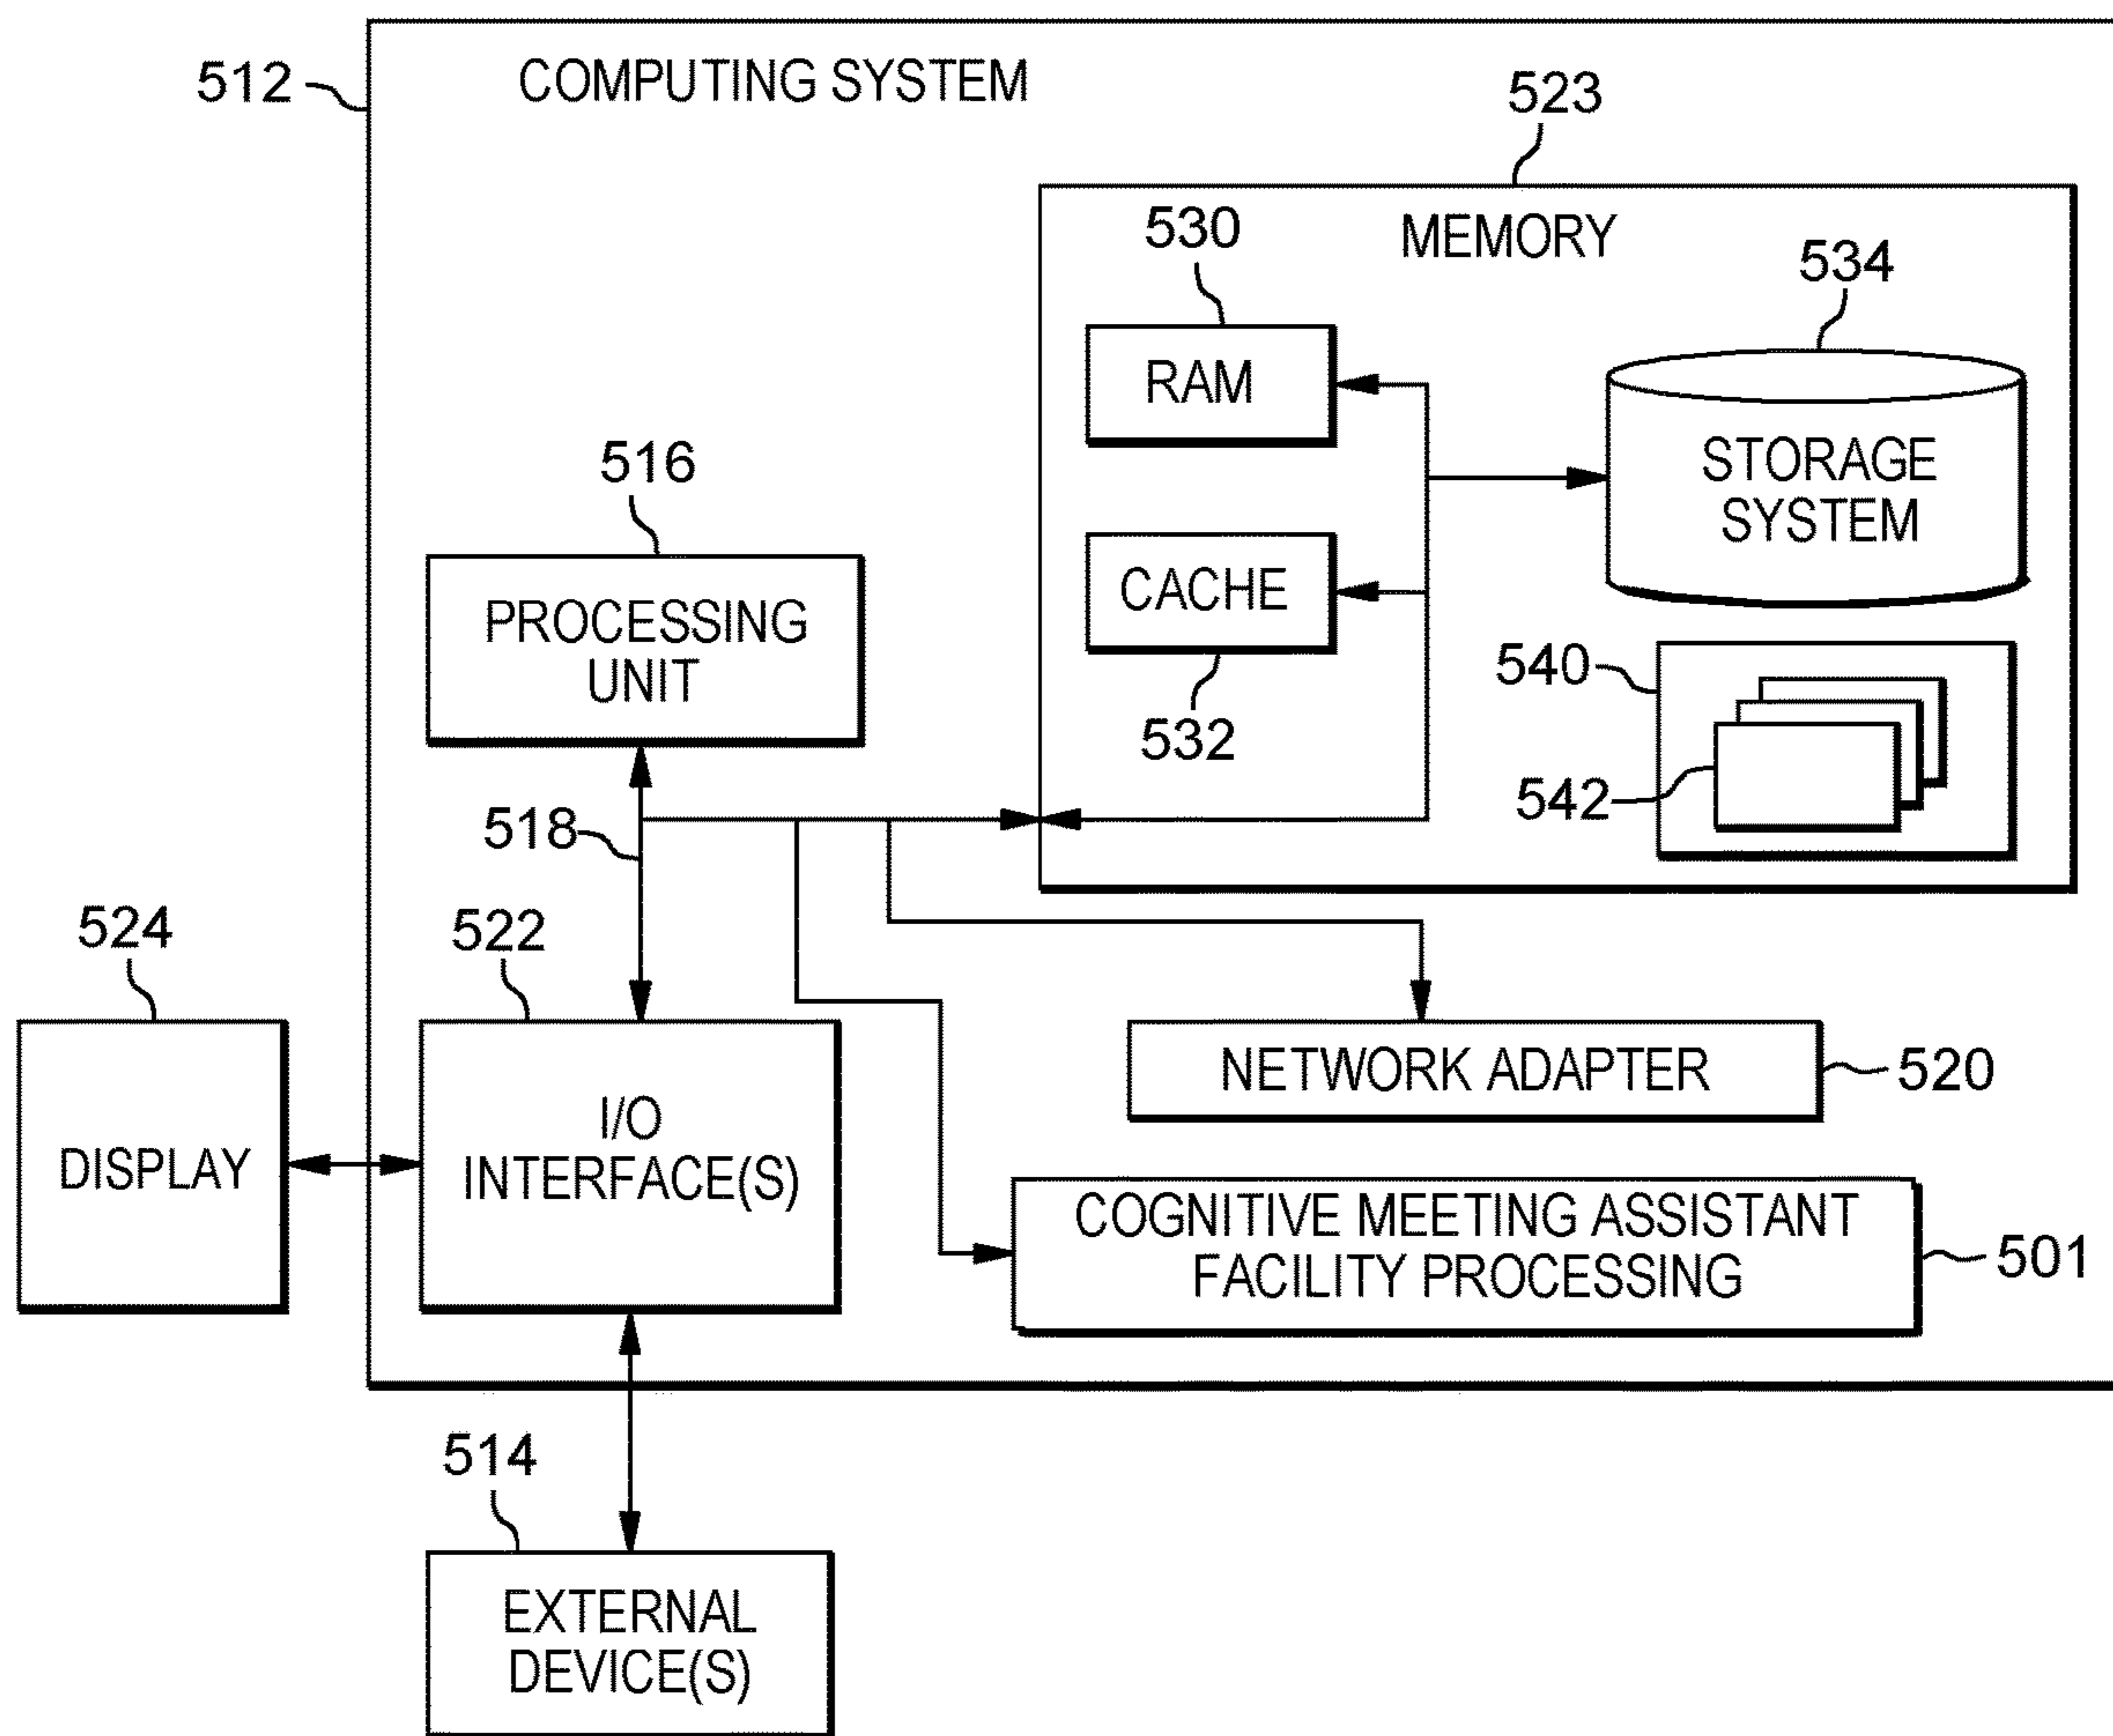 512
COMPUTING SYSTEM
523
530
MEMORY
534
RAM
STORAGE
SYSTEM
516
CACHE
PROCESSING
UNIT
532
540
542
518
524
522
NETWORK ADAPTER
520
I/O
INTERFACE(S)
DISPLAY
COGNITIVE MEETING ASSISTANT
FACILITY PROCESSING
501
514
EXTERNAL
DEVICE(S)